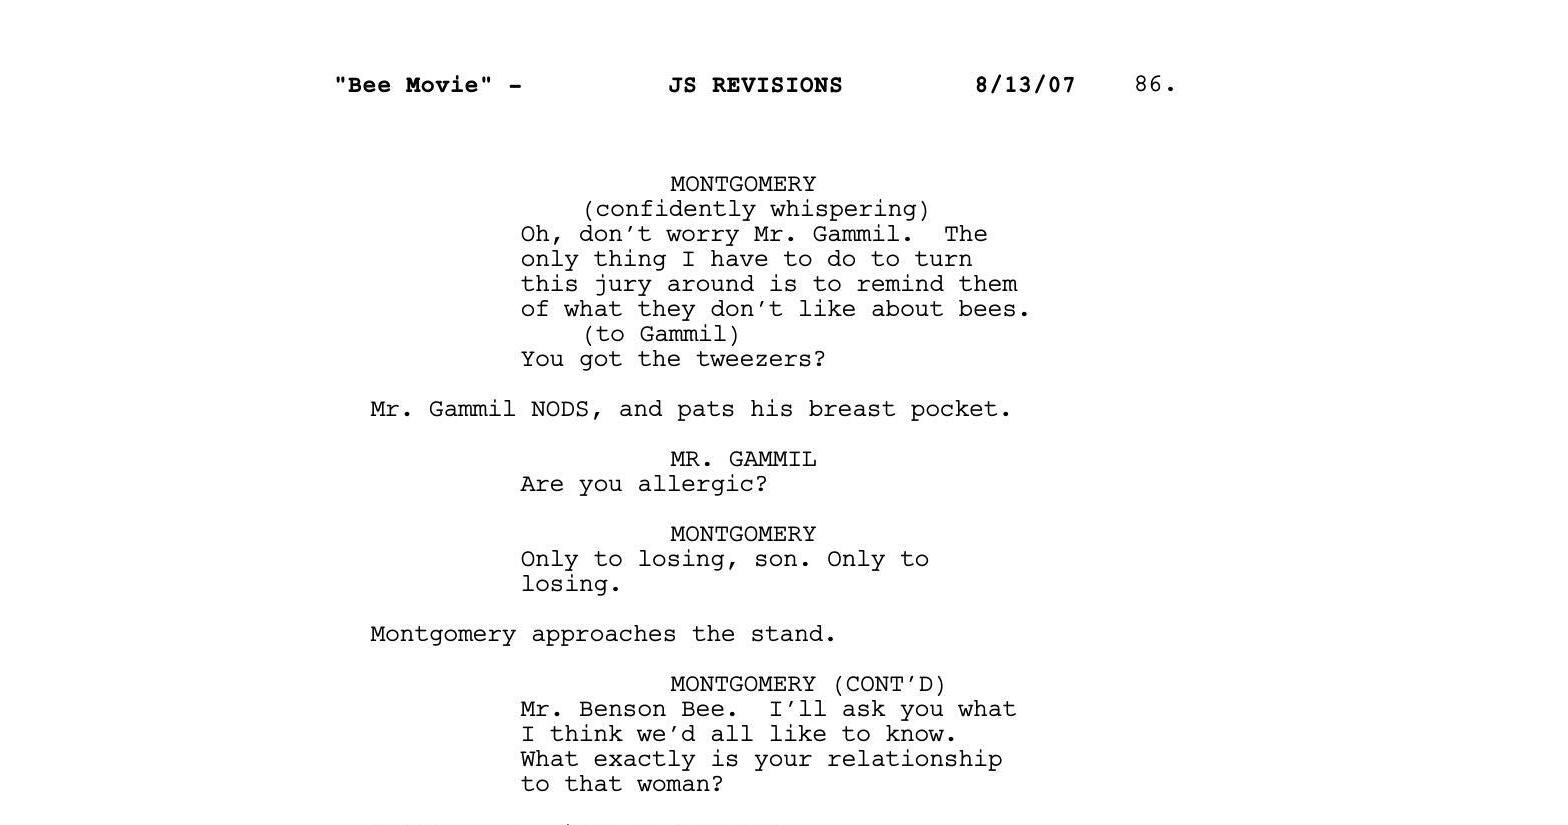 "Bee Movie" - JS REVISIONS 8/13/07 86.
MONTGOMERY
(confidently whispering)
Oh, don’t worry Mr. Gammil.  The
only thing I have to do to turn
this jury around is to remind them
of what they don’t like about bees.
(to Gammil)
You got the tweezers?
Mr. Gammil NODS, and pats his breast pocket.
MR. GAMMIL
Are you allergic?
MONTGOMERY
Only to losing, son. Only to
losing.
Montgomery approaches the stand.
MONTGOMERY (CONT’D)
Mr. Benson Bee.  I’ll ask you what
I think we’d all like to know.
What exactly is your relationship
to that woman?